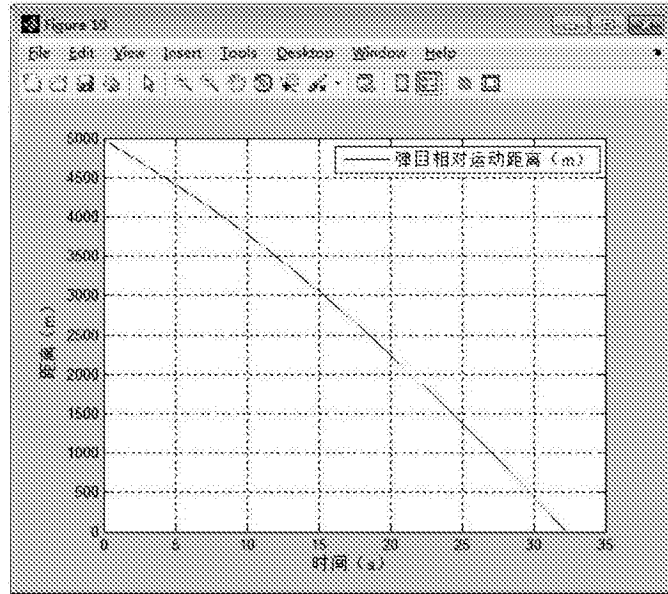 Figure 10
File Edit View Insert Tools Desktop Window Help
弹目相对运动距离（m）
5000
4500
4000
3500
3000
2500
2000
1500
1000
500
0
距离（m）
0 5 10 15 20 25 30 35
时间（s）